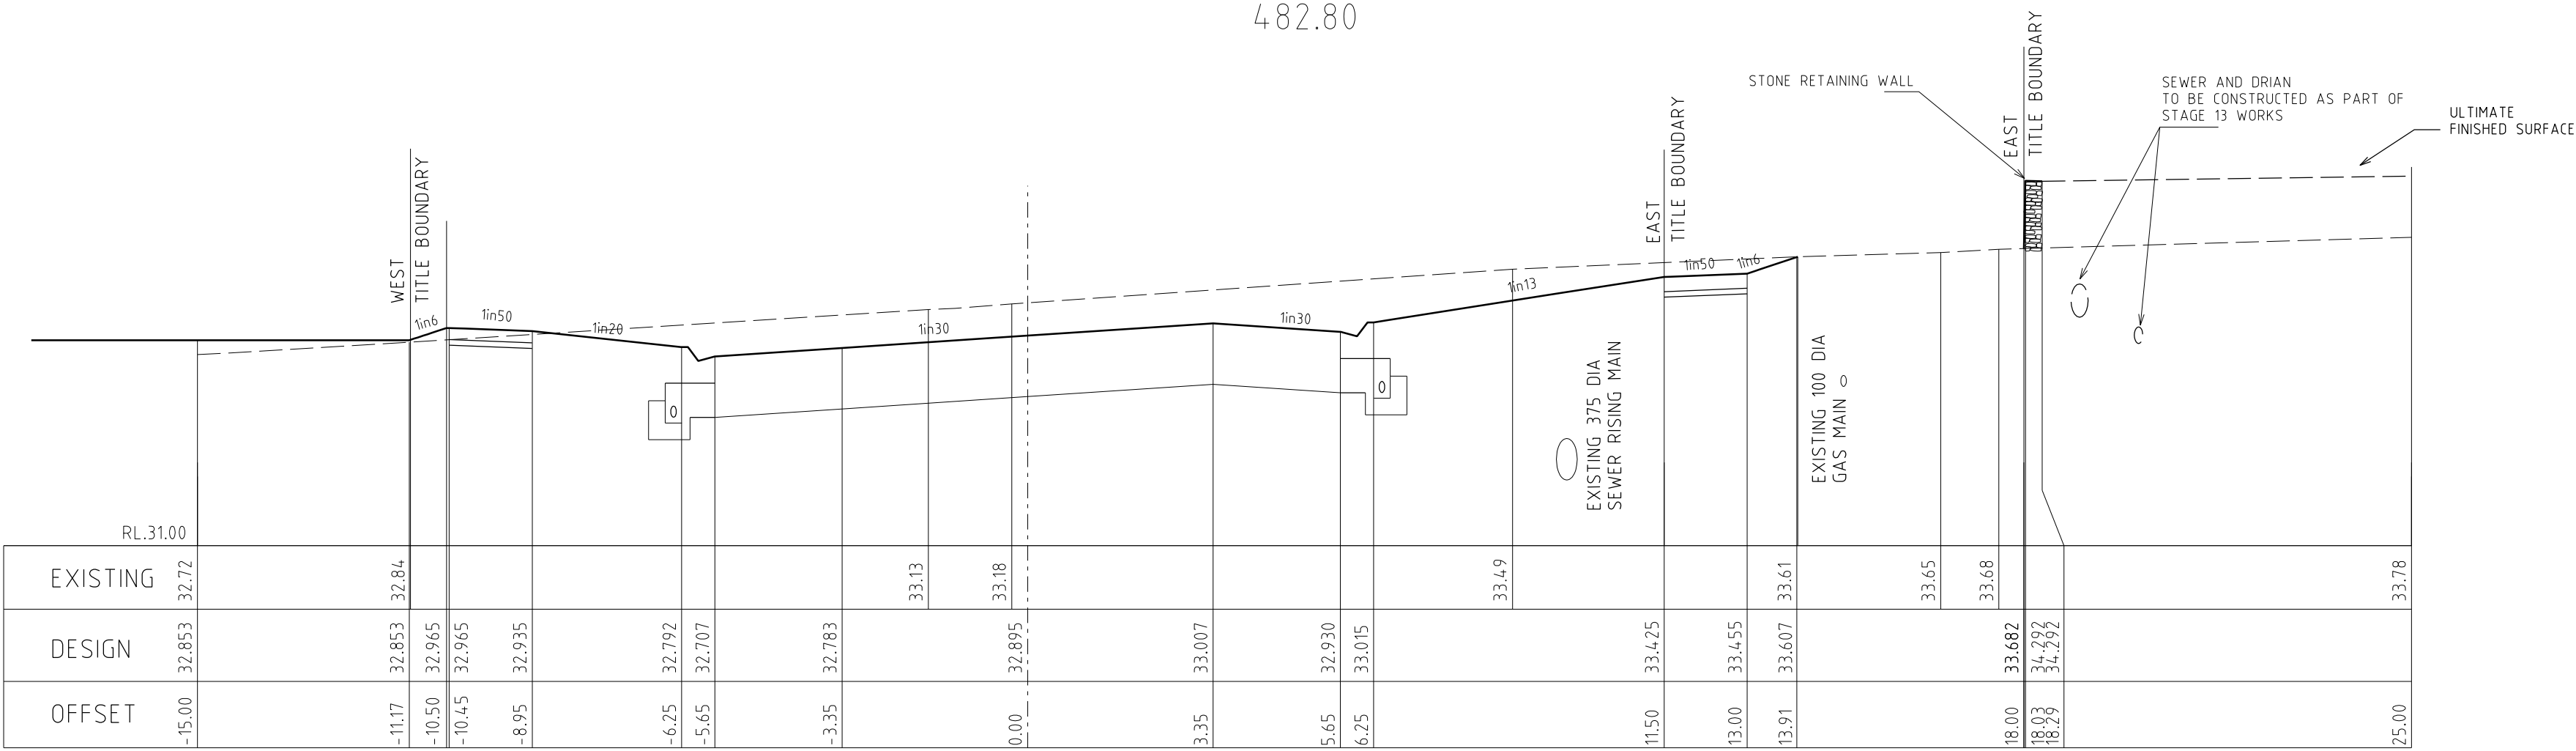 482.80
STONE RETAINING WALL
EAST
TITLE BOUNDARY
SEWER AND DRIAN
TO BE CONSTRUCTED AS PART OF
STAGE 13 WORKS
ULTIMATE
FINISHED SURFACE
EAST
TITLE BOUNDARY
WEST
TITLE BOUNDARY
1in6
1in50
1in20
1in30
1in30
1in13
1in50
1in6
EXISTING 375 DIA
SEWER RISING MAIN
EXISTING 100 DIA
GAS MAIN
RL.31.00
EXISTING 32.72 32.84 33.13 33.18 33.49 33.61 33.65 33.68 33.78
DESIGN 32.853 32.853 32.965 32.965 32.935 32.792 32.707 32.783 32.895 33.007 32.930 33.015 33.425 33.455 33.607 33.682 34.292 34.292
OFFSET -15.00 -11.17 -10.50 -10.45 -8.95 -6.25 -5.65 -3.35 0.00 3.35 5.65 6.25 11.50 13.00 13.91 18.00 18.03 18.29 25.00